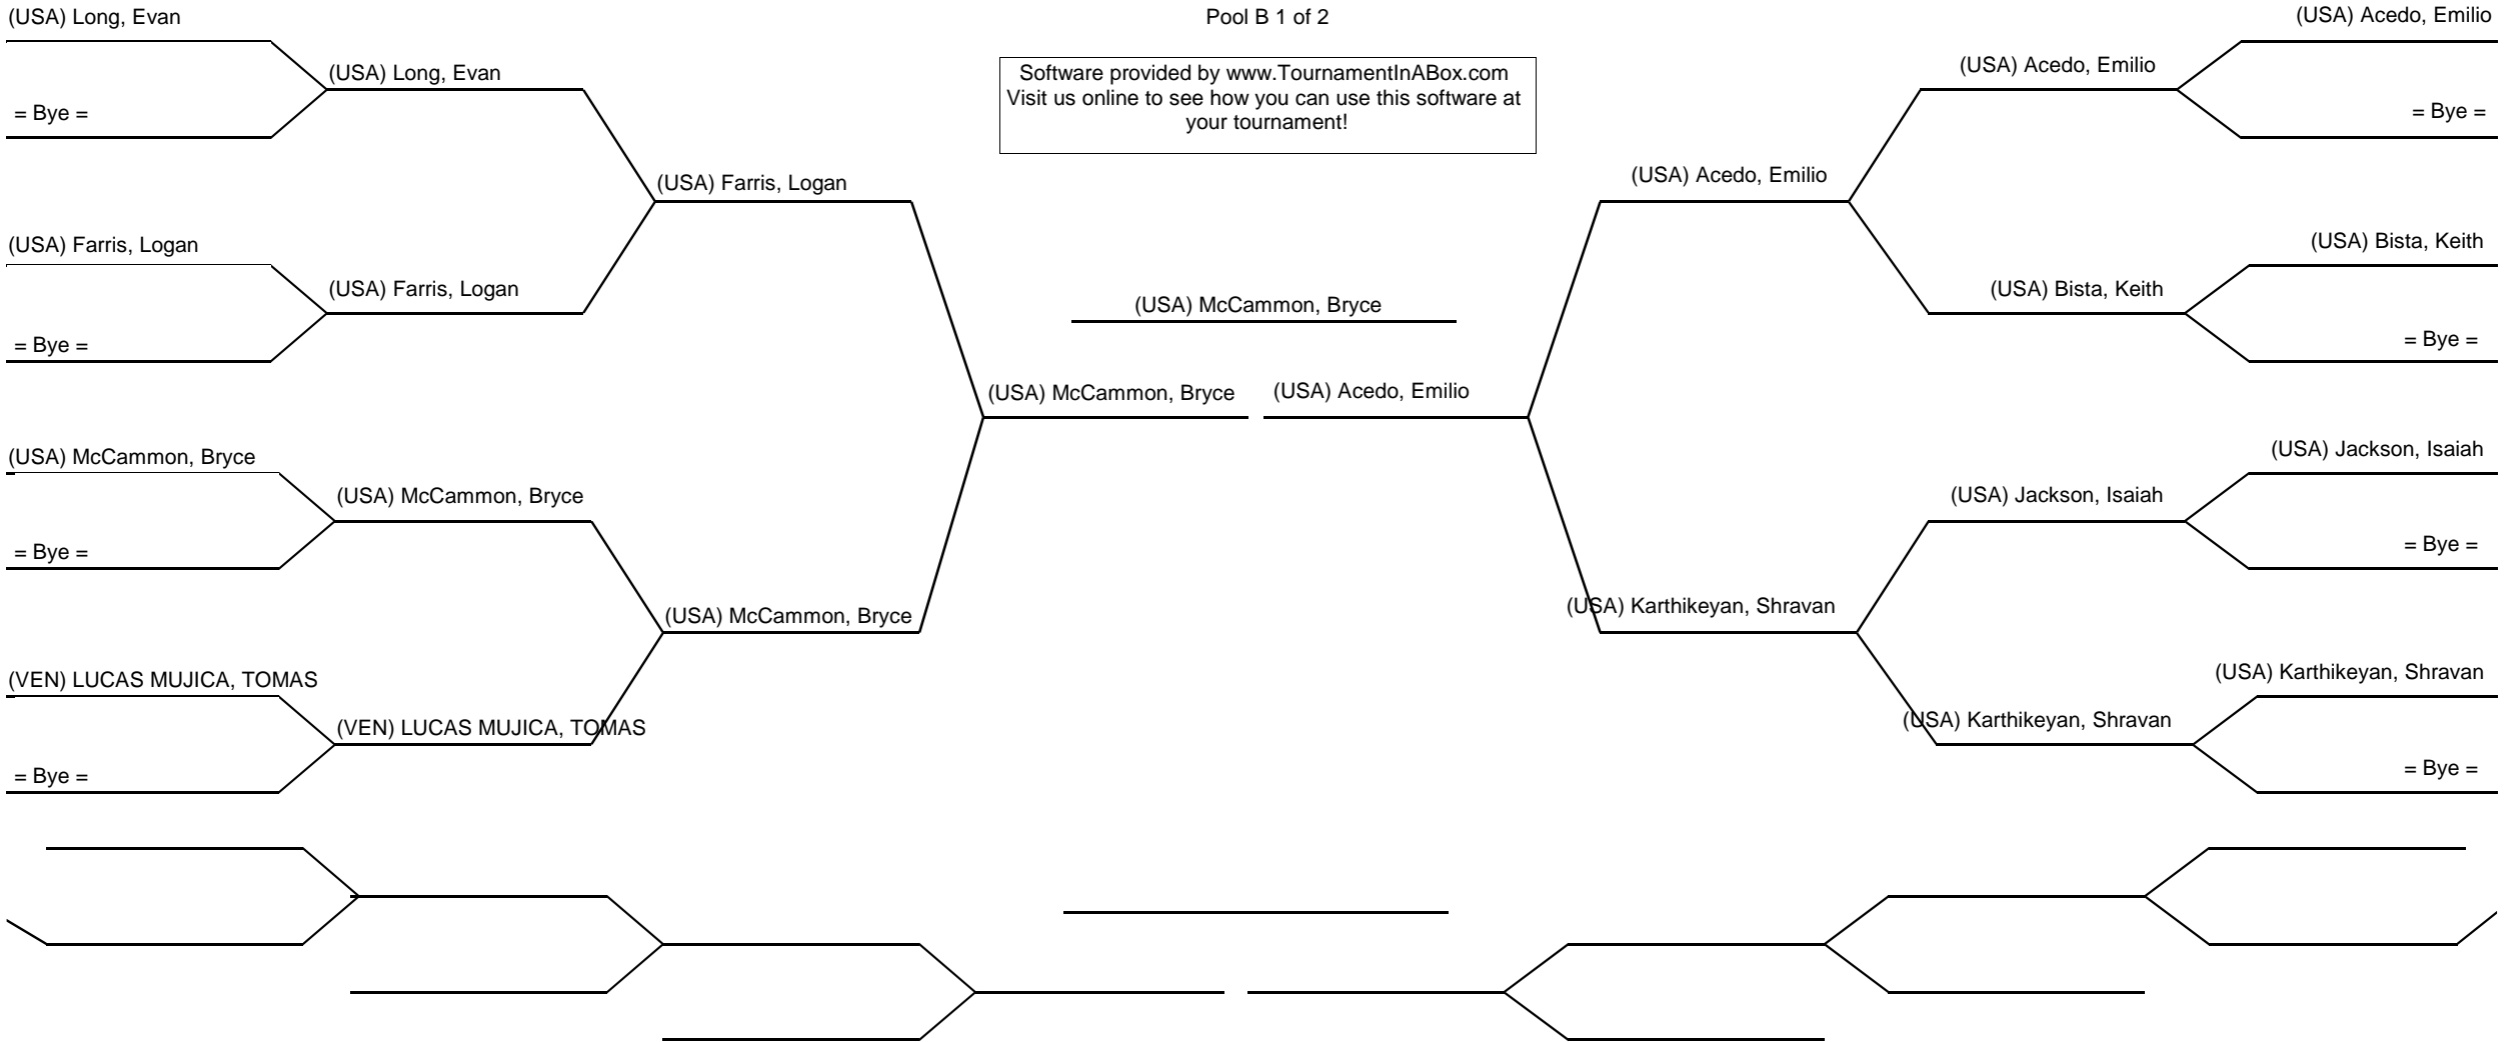 Pool B 1 of 2
Software provided by www.TournamentInABox.com
Visit us online to see how you can use this software at
your tournament!
(USA) Long, Evan
= Bye =
(USA) Farris, Logan
= Bye =
(USA) McCammon, Bryce
= Bye =
(VEN) LUCAS MUJICA, TOMAS
= Bye =
(USA) Long, Evan
(USA) Farris, Logan
(USA) McCammon, Bryce
(VEN) LUCAS MUJICA, TOMAS
(USA) Farris, Logan
(USA) McCammon, Bryce
(USA) McCammon, Bryce
(USA) McCammon, Bryce
(USA) Acedo, Emilio
(USA) Acedo, Emilio
(USA) Karthikeyan, Shravan
(USA) Acedo, Emilio
(USA) Bista, Keith
(USA) Jackson, Isaiah
(USA) Karthikeyan, Shravan
(USA) Acedo, Emilio
= Bye =
(USA) Bista, Keith
= Bye =
(USA) Jackson, Isaiah
= Bye =
(USA) Karthikeyan, Shravan
= Bye =